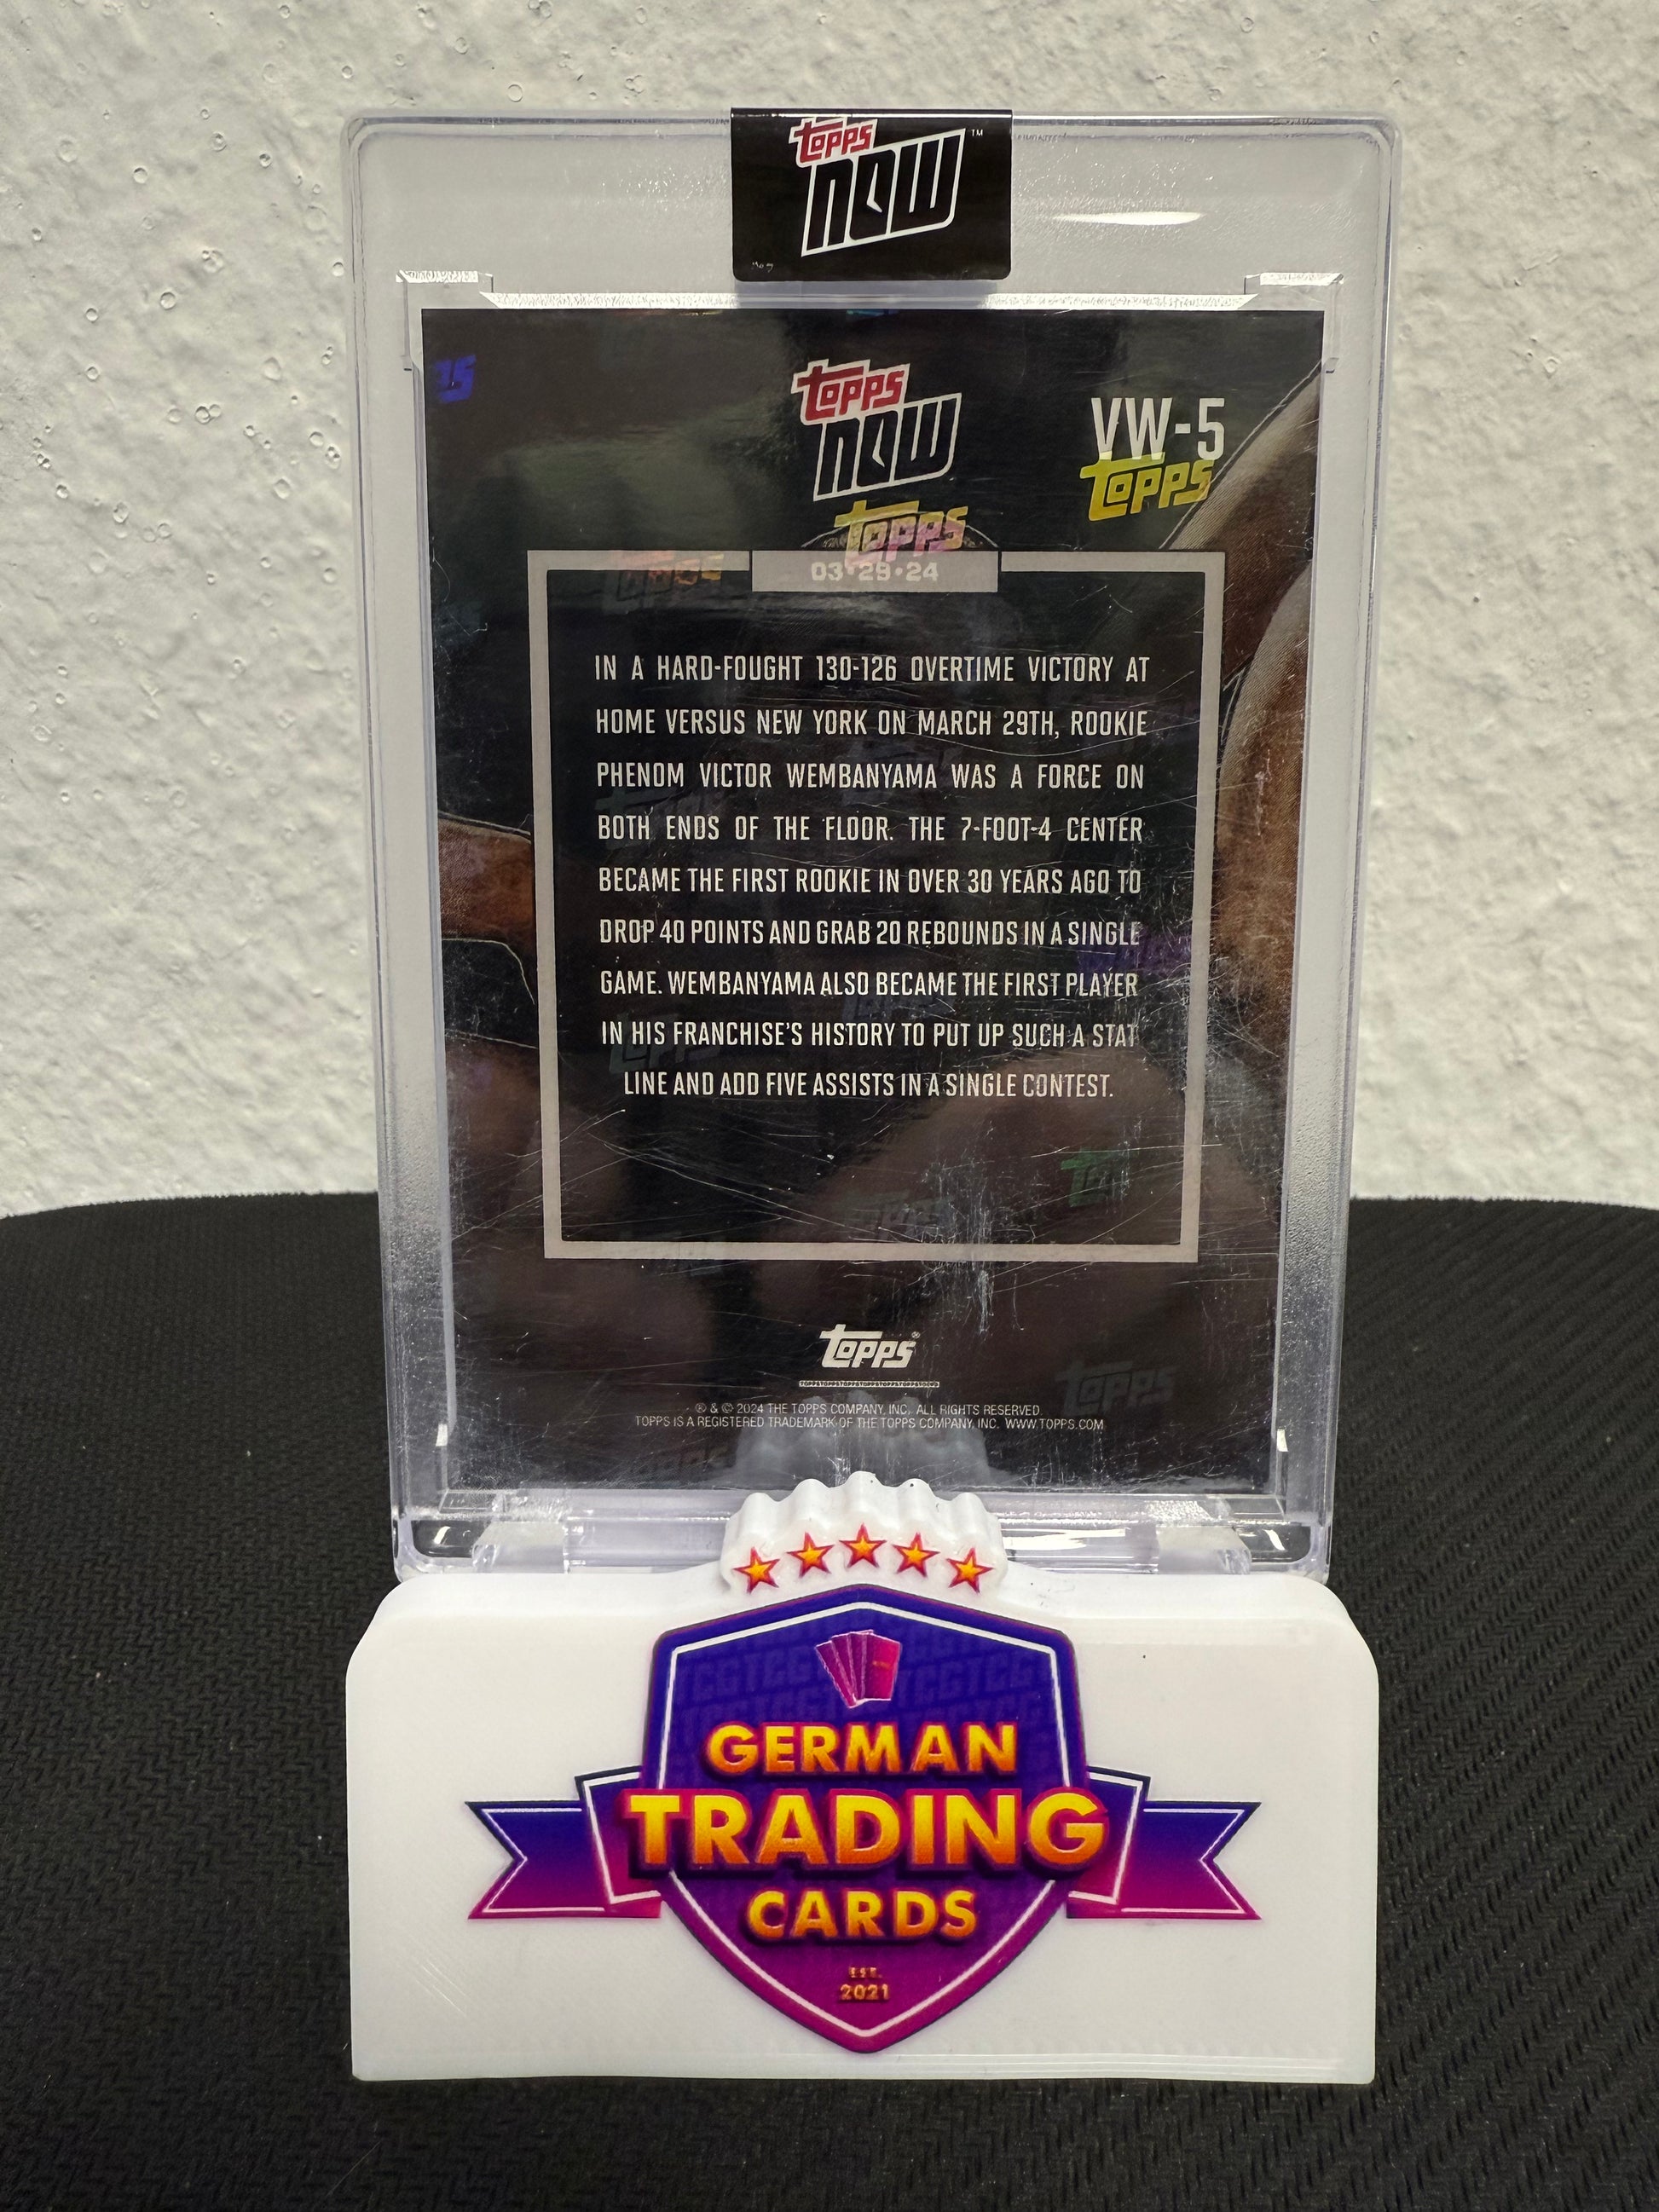 topps
NOW™
topps
NOW
VW-5
topps
topps
03•29•24
IN A HARD-FOUGHT 130-126 OVERTIME VICTORY AT
HOME VERSUS NEW YORK ON MARCH 29TH, ROOKIE
PHENOM VICTOR WEMBANYAMA WAS A FORCE ON
BOTH ENDS OF THE FLOOR. THE 7-FOOT-4 CENTER
BECAME THE FIRST ROOKIE IN OVER 30 YEARS AGO TO
DROP 40 POINTS AND GRAB 20 REBOUNDS IN A SINGLE
GAME. WEMBANYAMA ALSO BECAME THE FIRST PLAYER
IN HIS FRANCHISE'S HISTORY TO PUT UP SUCH A STAT
LINE AND ADD FIVE ASSISTS IN A SINGLE CONTEST.
topps®
® & © 2024 THE TOPPS COMPANY, INC. ALL RIGHTS RESERVED.
TOPPS IS A REGISTERED TRADEMARK OF THE TOPPS COMPANY, INC. WWW.TOPPS.COM
GERMAN
TRADING
CARDS
EST.
2021